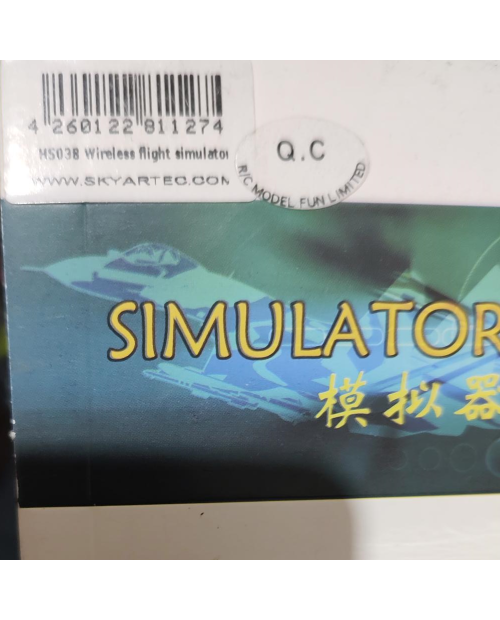 4 260122 811274
HS038 Wireless flight simulator
WWW.SKYARTEC.COM
Q.C
R/C MODEL FUN LIMITED
SIMULATOR
模拟器